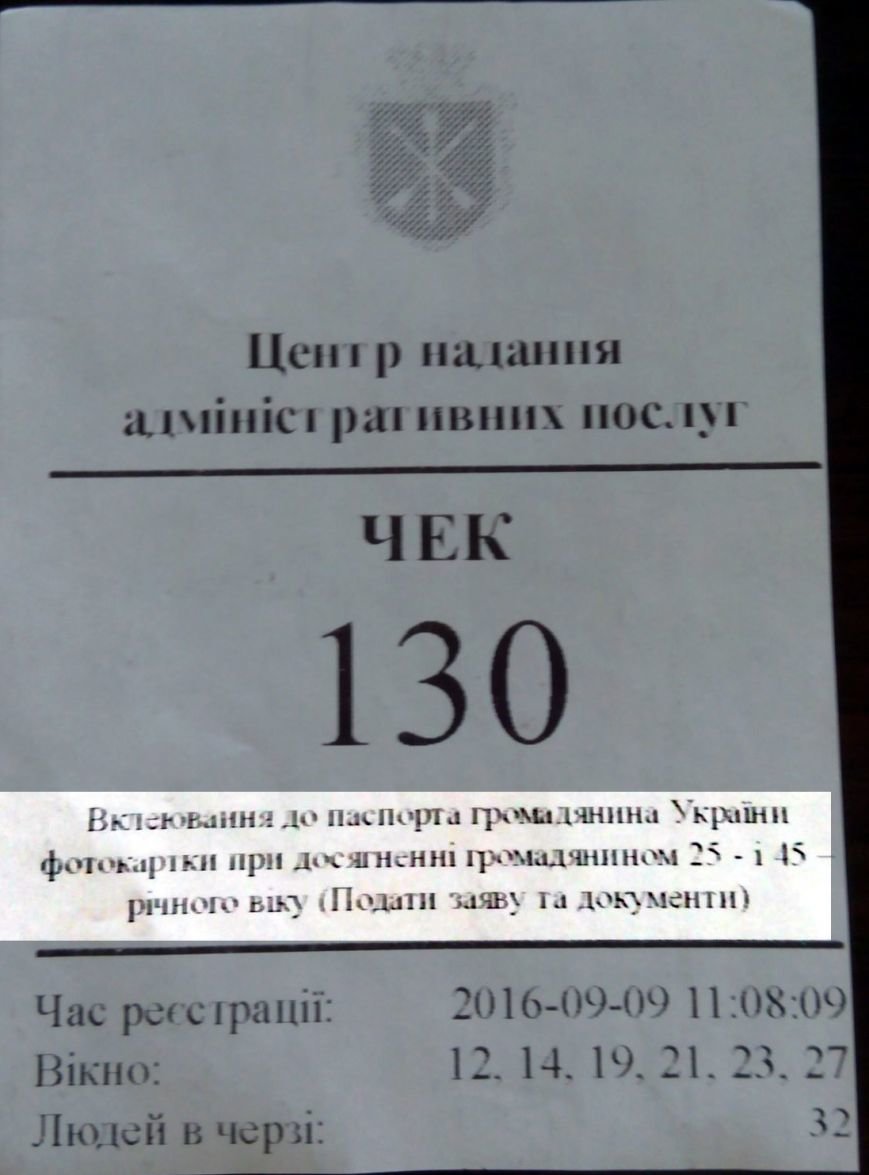 Центр надання
адміністративних послуг
ЧЕК
130
Вклеювання до паспорта громадянина України
фотокартки при досягненні громадянином 25 - і 45 –
річного віку (Подати заяву та документи)
Час реєстрації: 2016-09-09 11:08:09
Вікно: 12, 14, 19, 21, 23, 27
Людей в черзі: 32